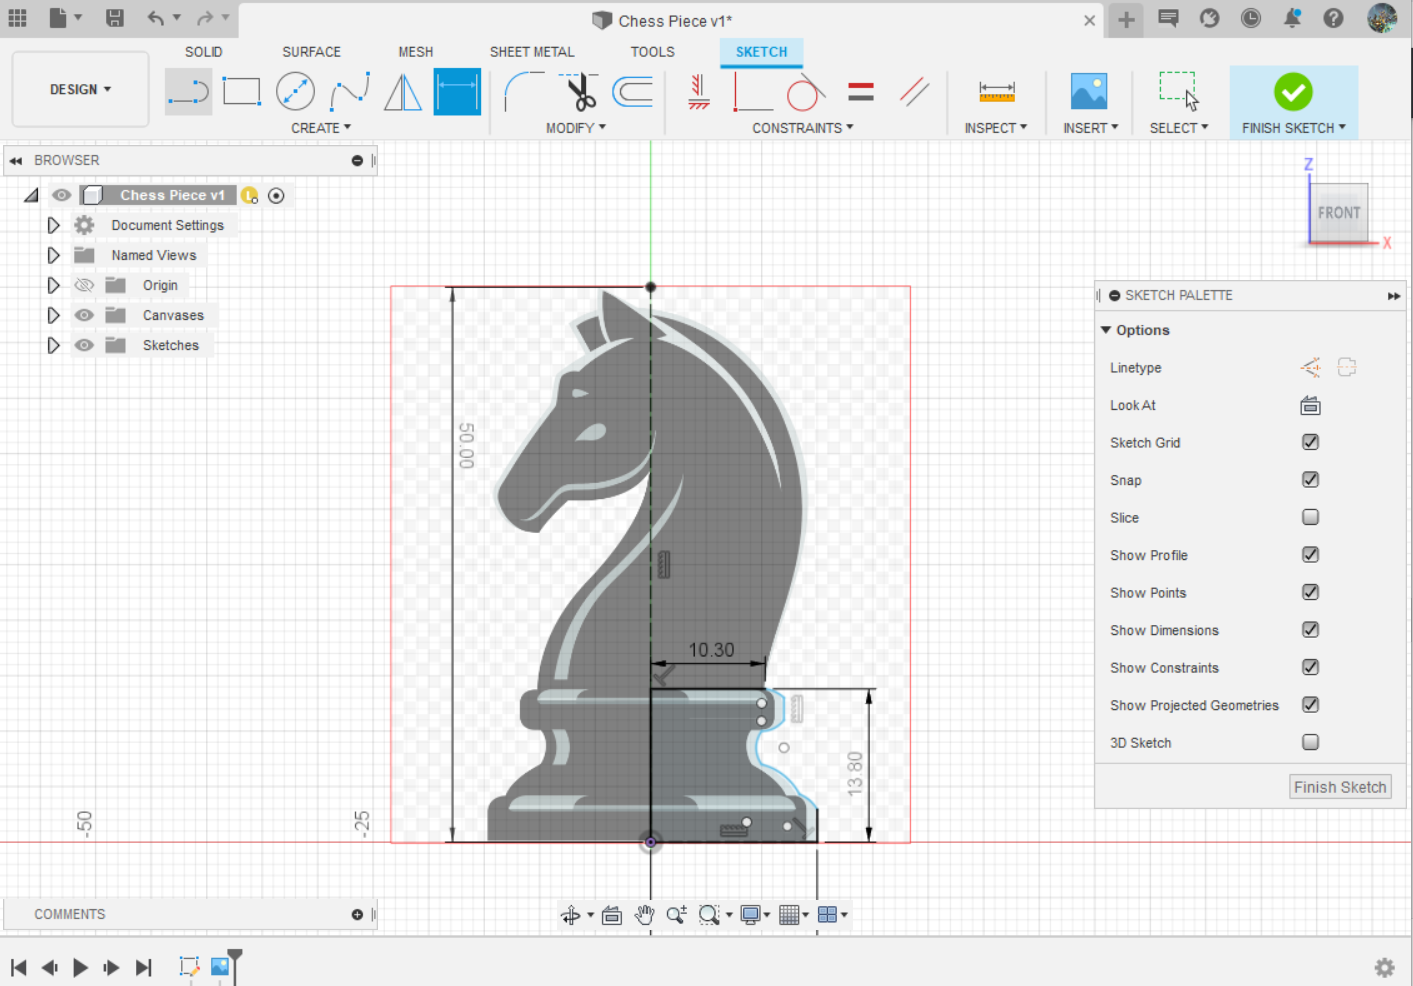 Chess Piece v1*
SOLID SURFACE MESH SHEET METAL TOOLS SKETCH
DESIGN
CREATE MODIFY CONSTRAINTS INSPECT INSERT SELECT FINISH SKETCH
BROWSER
Chess Piece v1
Document Settings
Named Views
Origin
Canvases
Sketches
Z
FRONT
X
SKETCH PALETTE
Options
Linetype
Look At
Sketch Grid
Snap
Slice
Show Profile
Show Points
Show Dimensions
Show Constraints
Show Projected Geometries
3D Sketch
Finish Sketch
50.00
10.30
13.80
-50
-25
COMMENTS